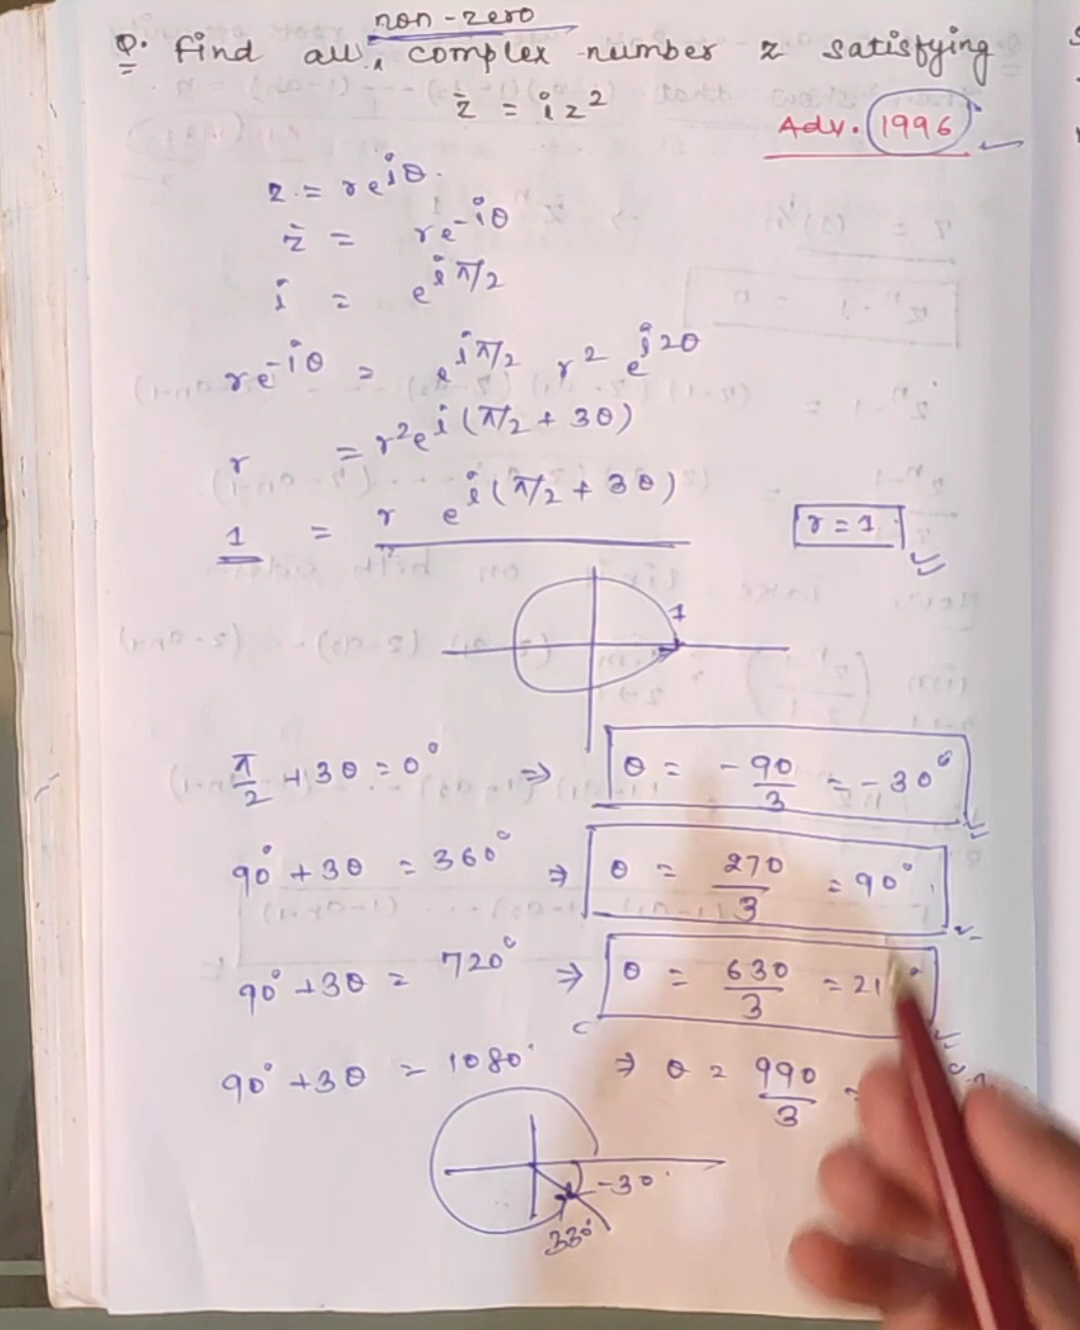 non-zero
Q. Find all, complex number z satisfying
z̄ = iz²
Adv. 1996
z = re^iθ.
z̄ = re^-iθ
i = e^iπ/2
re^-iθ = e^iπ/2 r² e^i2θ
r = r²e^i(π/2 + 3θ)
1 = r e^i(π/2 + 3θ)
r = 1
1
π/2 + 3θ = 0° ⇒ θ = -90/3 = -30°
90° + 3θ = 360° ⇒ θ = 270/3 = 90°
90° + 3θ = 720° ⇒ θ = 630/3 = 21
90° + 3θ = 1080° ⇒ θ = 990/3 =
-30°
330°